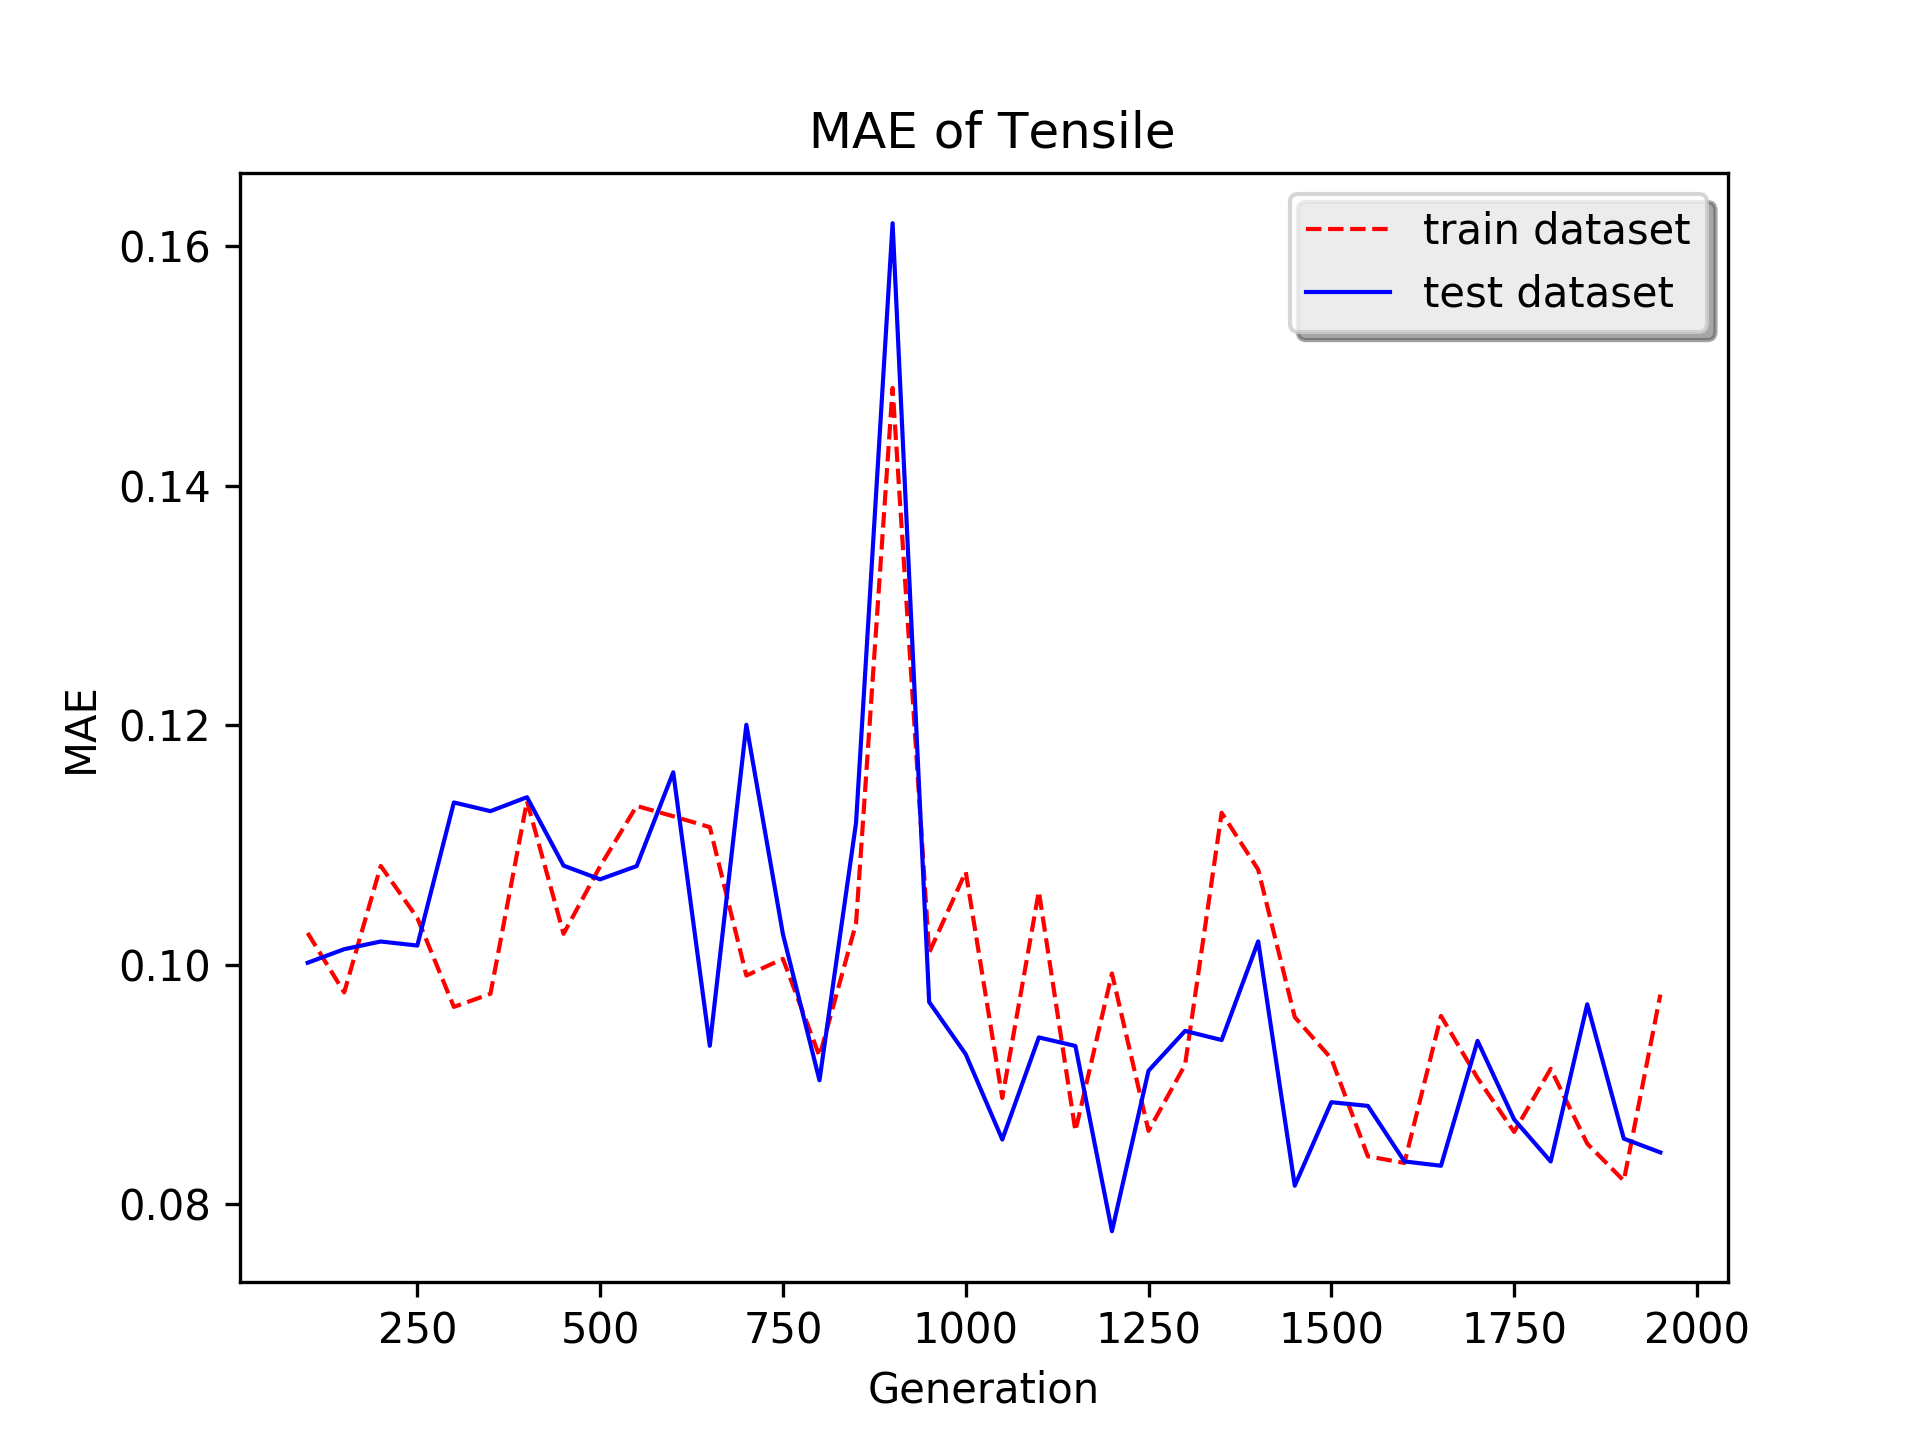 MAE of Tensile
train dataset
test dataset
0.16
0.14
0.12
0.10
0.08
MAE
250 500 750 1000 1250 1500 1750 2000
Generation